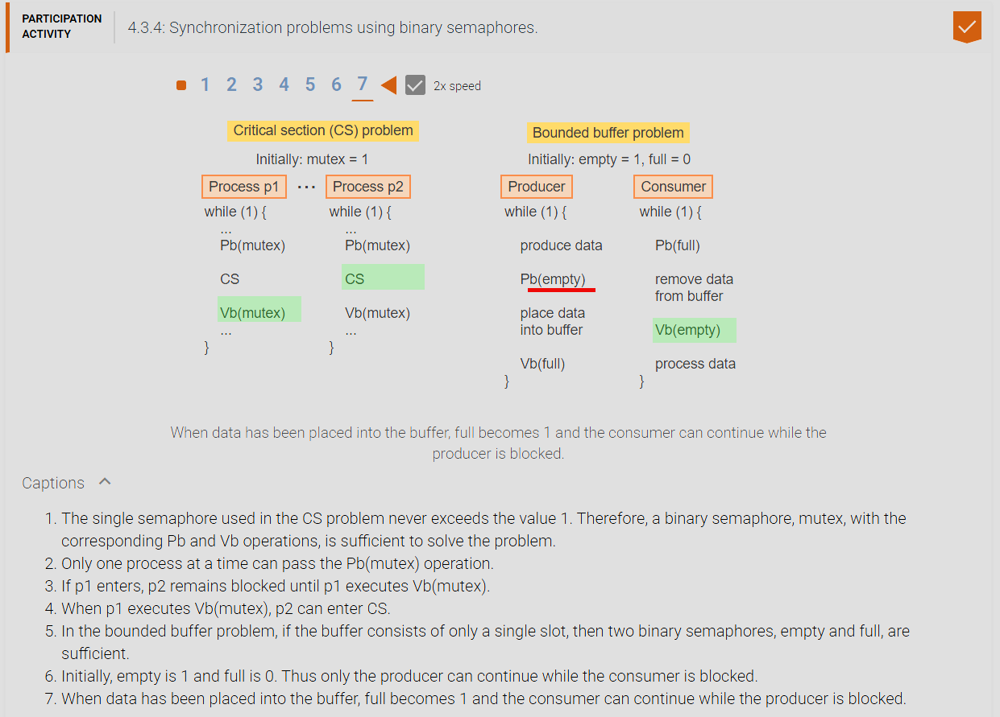 PARTICIPATION
ACTIVITY
4.3.4: Synchronization problems using binary semaphores.
1 2 3 4 5 6 7 2x speed
Critical section (CS) problem
Initially: mutex = 1
Process p1 ... Process p2
while (1) { while (1) {
... ...
Pb(mutex) Pb(mutex)
CS CS
Vb(mutex) Vb(mutex)
... ...
} }
Bounded buffer problem
Initially: empty = 1, full = 0
Producer Consumer
while (1) { while (1) {
produce data Pb(full)
Pb(empty) remove data
from buffer
place data
into buffer Vb(empty)
Vb(full) process data
} }
When data has been placed into the buffer, full becomes 1 and the consumer can continue while the
producer is blocked.
Captions
1. The single semaphore used in the CS problem never exceeds the value 1. Therefore, a binary semaphore, mutex, with the
corresponding Pb and Vb operations, is sufficient to solve the problem.
2. Only one process at a time can pass the Pb(mutex) operation.
3. If p1 enters, p2 remains blocked until p1 executes Vb(mutex).
4. When p1 executes Vb(mutex), p2 can enter CS.
5. In the bounded buffer problem, if the buffer consists of only a single slot, then two binary semaphores, empty and full, are
sufficient.
6. Initially, empty is 1 and full is 0. Thus only the producer can continue while the consumer is blocked.
7. When data has been placed into the buffer, full becomes 1 and the consumer can continue while the producer is blocked.